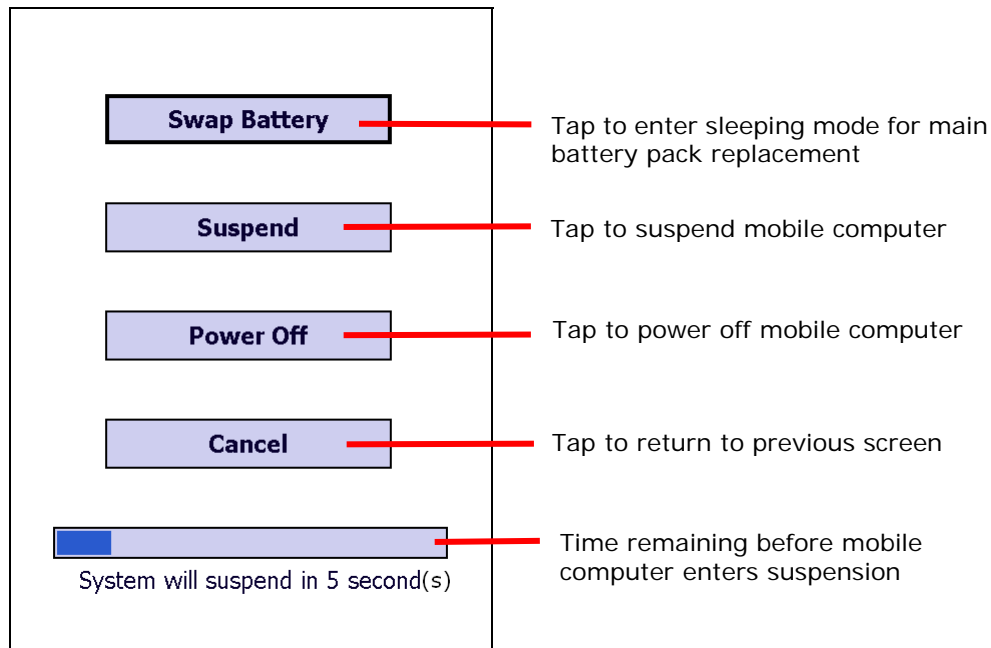 Swap Battery
Tap to enter sleeping mode for main
battery pack replacement
Suspend
Tap to suspend mobile computer
Power Off
Tap to power off mobile computer
Cancel
Tap to return to previous screen
Time remaining before mobile
computer enters suspension
System will suspend in 5 second(s)